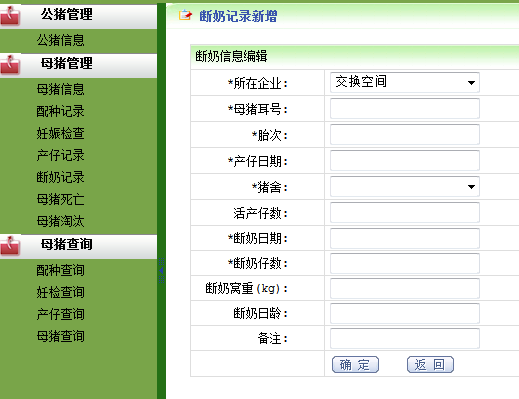 公猪管理
公猪信息
母猪管理
母猪信息
配种记录
妊娠检查
产仔记录
断奶记录
母猪死亡
母猪淘汰
母猪查询
配种查询
妊检查询
产仔查询
母猪查询
断奶记录新增
断奶信息编辑
*所在企业: 交换空间
*母猪耳号:
*胎次:
*产仔日期:
*猪舍:
活产仔数:
*断奶日期:
*断奶仔数:
断奶窝重(kg):
断奶日龄:
备注:
确 定 返 回